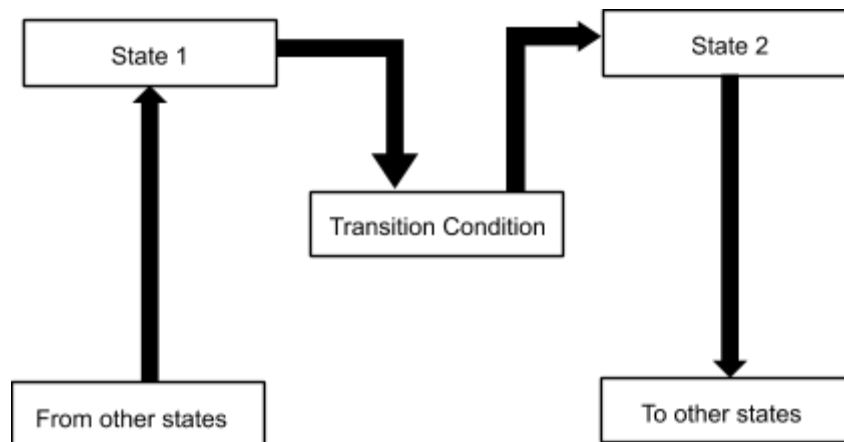 State 1
State 2
Transition Condition
From other states
To other states